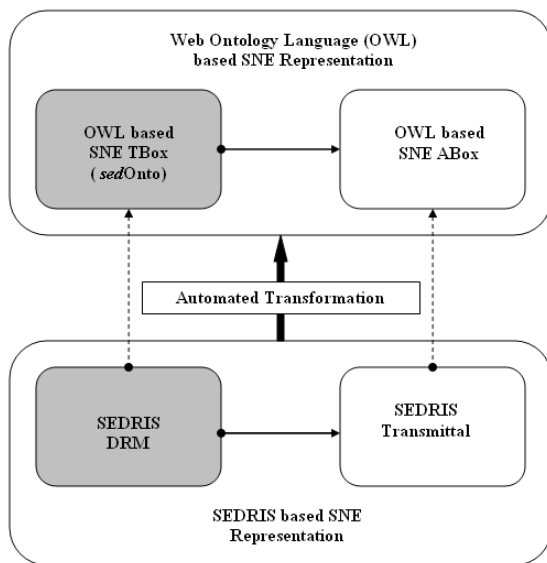 Web Ontology Language (OWL)
based SNE Representation
OWL based
SNE TBox
( sedOnto)
OWL based
SNE ABox
Automated Transformation
SEDRIS
DRM
SEDRIS
Transmittal
SEDRIS based SNE
Representation